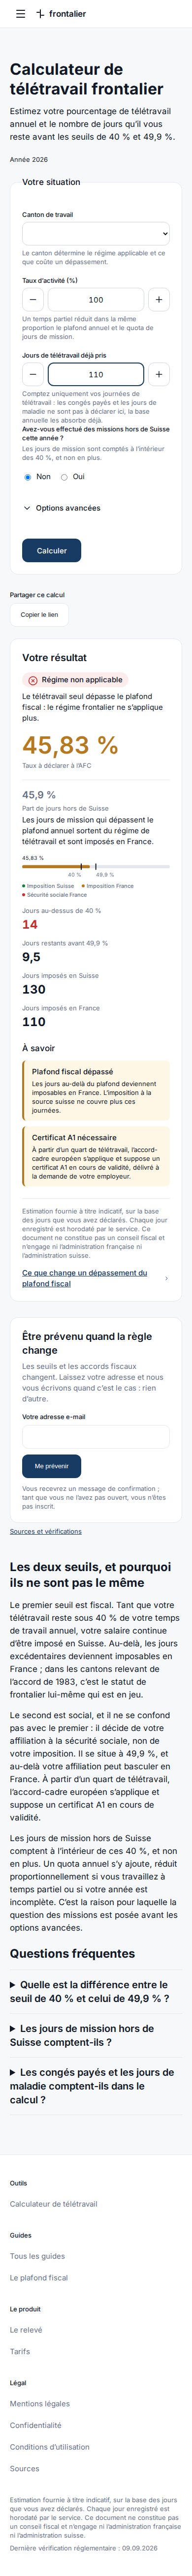 frontalier
Calculateur de
télétravail frontalier
Estimez votre pourcentage de télétravail
direct et le nombre de jours qu'il vous
reste avant les seuils de 40 % et 49,9 %.
Année 2026
Votre situation
Canton de travail
Le canton détermine le régime applicable et ce
que coûte un dépassement.
Taux d'activité (%)
100
Un temps partiel réduit dans la même
proportion le plafond annuel et le quota de
jours de mission.
Jours de télétravail déjà pris
110
Comptez uniquement vos journées de
télétravail : les congés payés et les jours de
maladie ne sont pas à déclarer ici, la base
annuelle les absorbe déjà.
Avez-vous effectué des missions hors de Suisse
cette année ?
Les jours de mission sont comptés à l'intérieur
des 40 %, et non en plus.
Non
Oui
Options avancées
Calculer
Partager ce calcul
Copier le lien
Votre résultat
Régime non applicable
Le télétravail seul dépasse le plafond
fiscal : le régime frontalier ne s'applique
plus.
45,83 %
Taux à déclarer à l'AFC
45,9 %
Part de jours hors de Suisse
Les jours de mission qui dépassent le
plafond annuel sortent du régime de
télétravail et sont imposés en France.
45,83 %
40 %
49,9 %
Imposition Suisse
Imposition France
Sécurité sociale France
Jours au-dessus de 40 %
14
Jours restants avant 49,9 %
9,5
Jours imposés en Suisse
130
Jours imposés en France
110
À savoir
Plafond fiscal dépassé
Les jours au-delà du plafond deviennent
imposables en France. L'imposition à la
source suisse ne couvre plus ces
journées.
Certificat A1 nécessaire
À partir d'un quart de télétravail, l'accord-
cadre européen s'applique et suppose un
certificat A1 en cours de validité, délivré à
la demande de votre employeur.
Estimation fournie à titre indicatif, sur la base
des jours que vous avez déclarés. Chaque jour
enregistré est horodaté par le service. Ce
document ne constitue pas un conseil fiscal et
n'engage ni l'administration française ni
l'administration suisse.
Ce que change un dépassement du
plafond fiscal
Être prévenu quand la règle
change
Les seuils et les accords fiscaux
changent. Laissez votre adresse et nous
vous écrivons quand c'est le cas : rien
d'autre.
Votre adresse e-mail
Me prévenir
Vous recevrez un message de confirmation ;
tant que vous ne l'avez pas ouvert, vous n'êtes
pas inscrit.
Sources et vérifications
Les deux seuils, et pourquoi
ils ne sont pas le même
Le premier seuil est fiscal. Tant que votre
télétravail reste sous 40 % de votre temps
de travail annuel, votre salaire continue
d'être imposé en Suisse. Au-delà, les jours
excédentaires deviennent imposables en
France ; dans les cantons relevant de
l'accord de 1983, c'est le statut de
frontalier lui-même qui est en jeu.
Le second est social, et il ne se confond
pas avec le premier : il décide de votre
affiliation à la sécurité sociale, non de
votre imposition. Il se situe à 49,9 %, et
au-delà votre affiliation peut basculer en
France. À partir d'un quart de télétravail,
l'accord-cadre européen s'applique et
suppose un certificat A1 en cours de
validité.
Les jours de mission hors de Suisse
comptent à l'intérieur de ces 40 %, et non
en plus. Un quota annuel s'y ajoute, réduit
proportionnellement si vous travaillez à
temps partiel ou si votre année est
incomplète. C'est la raison pour laquelle la
question des missions est posée avant les
options avancées.
Questions fréquentes
Quelle est la différence entre le
seuil de 40 % et celui de 49,9 % ?
Les jours de mission hors de
Suisse comptent-ils ?
Les congés payés et les jours de
maladie comptent-ils dans le
calcul ?
Outils
Calculateur de télétravail
Guides
Tous les guides
Le plafond fiscal
Le produit
Le relevé
Tarifs
Légal
Mentions légales
Confidentialité
Conditions d'utilisation
Sources
Estimation fournie à titre indicatif, sur la base des jours
que vous avez déclarés. Chaque jour enregistré est
horodaté par le service. Ce document ne constitue pas
un conseil fiscal et n'engage ni l'administration française
ni l'administration suisse.
Dernière vérification réglementaire : 09.09.2026